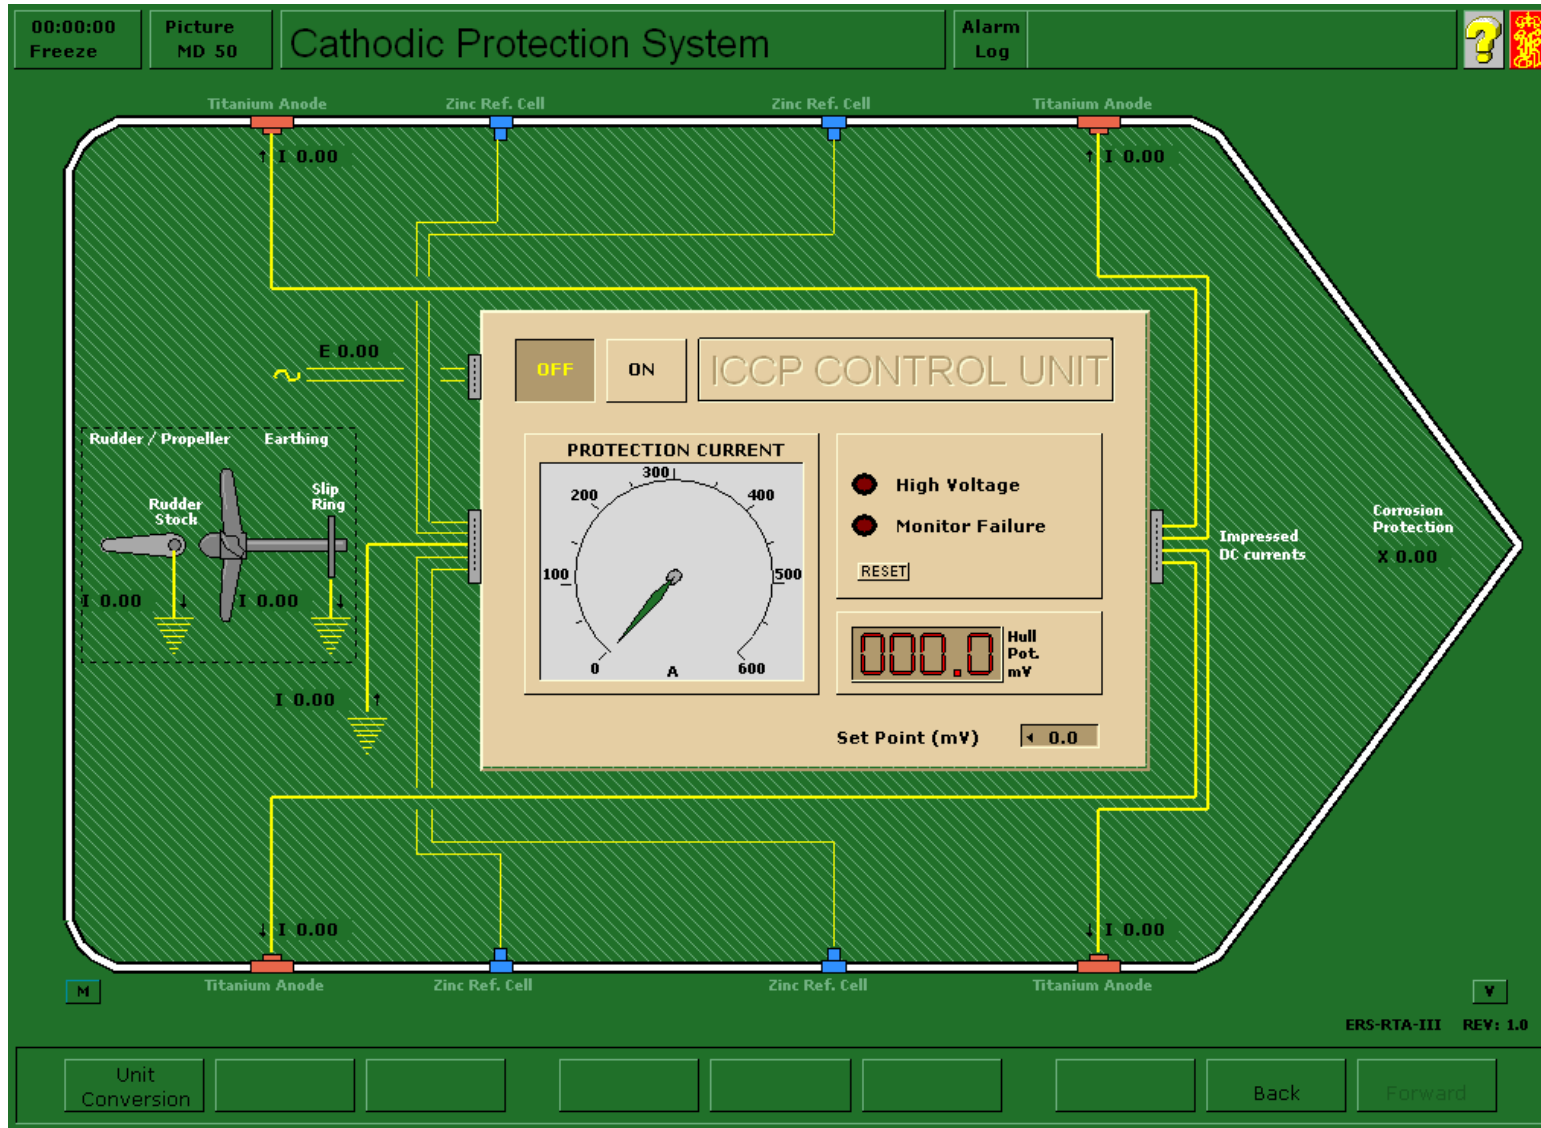 00:00:00
Freeze
Picture
MD 50
Cathodic Protection System
Alarm
Log
?
Titanium Anode
Zinc Ref. Cell
Zinc Ref. Cell
Titanium Anode
↑ I 0.00
↑ I 0.00
E 0.00
OFF
ON
ICCP CONTROL UNIT
Rudder / Propeller Earthing
Rudder
Stock
Slip
Ring
I 0.00 ↓
I 0.00 ↓
I 0.00 ↑
PROTECTION CURRENT
0
100
200
300
400
500
600
A
High Voltage
Monitor Failure
RESET
000.0
Hull
Pot.
mV
Set Point (mV)
0.0
Impressed
DC currents
Corrosion
Protection
X 0.00
↓ I 0.00
↓ I 0.00
Titanium Anode
Zinc Ref. Cell
Zinc Ref. Cell
Titanium Anode
M
V
ERS-RTA-III REV: 1.0
Unit
Conversion
Back
Forward